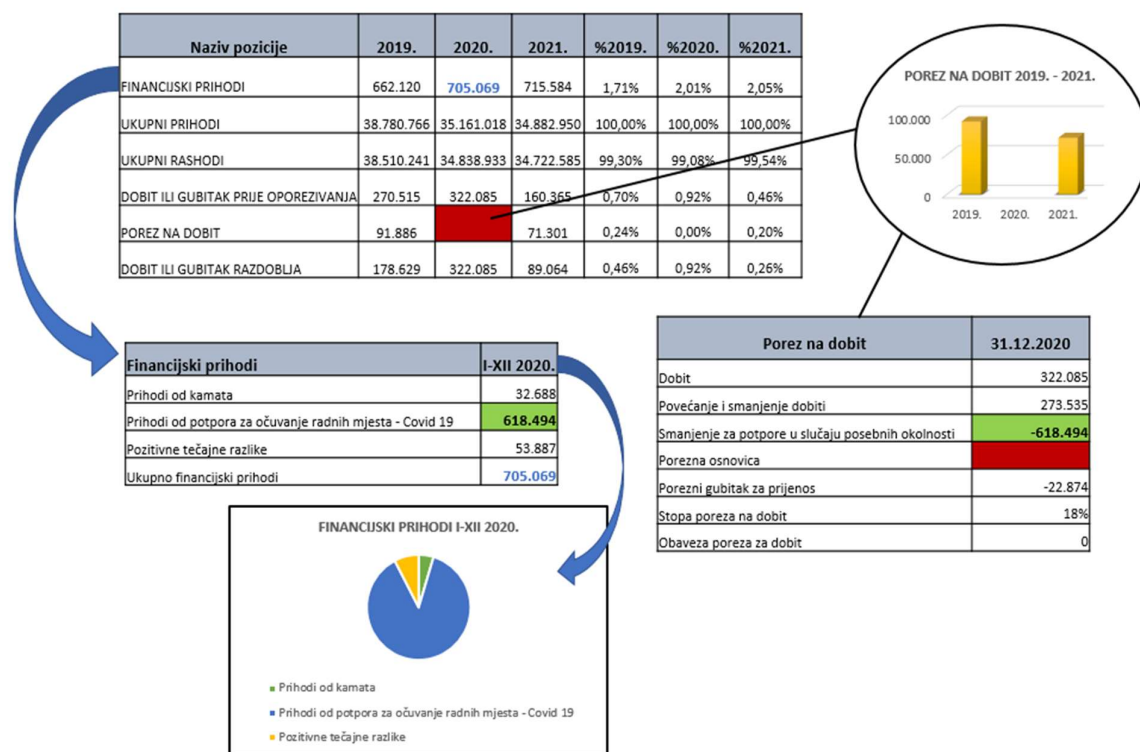 Naziv pozicije 2019. 2020. 2021. %2019. %2020. %2021.
FINANCIJSKI PRIHODI 662.120 705.069 715.584 1,71% 2,01% 2,05%
UKUPNI PRIHODI 38.780.766 35.161.018 34.882.950 100,00% 100,00% 100,00%
UKUPNI RASHODI 38.510.241 34.838.933 34.722.585 99,30% 99,08% 99,54%
DOBIT ILI GUBITAK PRIJE OPOREZIVANJA 270.515 322.085 160.365 0,70% 0,92% 0,46%
POREZ NA DOBIT 91.886 71.301 0,24% 0,00% 0,20%
DOBIT ILI GUBITAK RAZDOBLJA 178.629 322.085 89.064 0,46% 0,92% 0,26%
POREZ NA DOBIT 2019. - 2021.
100.000
50.000
0
2019. 2020. 2021.
Financijski prihodi I-XII 2020.
Prihodi od kamata 32.688
Prihodi od potpora za očuvanje radnih mjesta - Covid 19 618.494
Pozitivne tečajne razlike 53.887
Ukupno financijski prihodi 705.069
Porez na dobit 31.12.2020
Dobit 322.085
Povećanje i smanjenje dobiti 273.535
Smanjenje za potpore u slučaju posebnih okolnosti -618.494
Porezna osnovica
Porezni gubitak za prijenos -22.874
Stopa poreza na dobit 18%
Obaveza poreza za dobit 0
FINANCIJSKI PRIHODI I-XII 2020.
Prihodi od kamata
Prihodi od potpora za očuvanje radnih mjesta - Covid 19
Pozitivne tečajne razlike